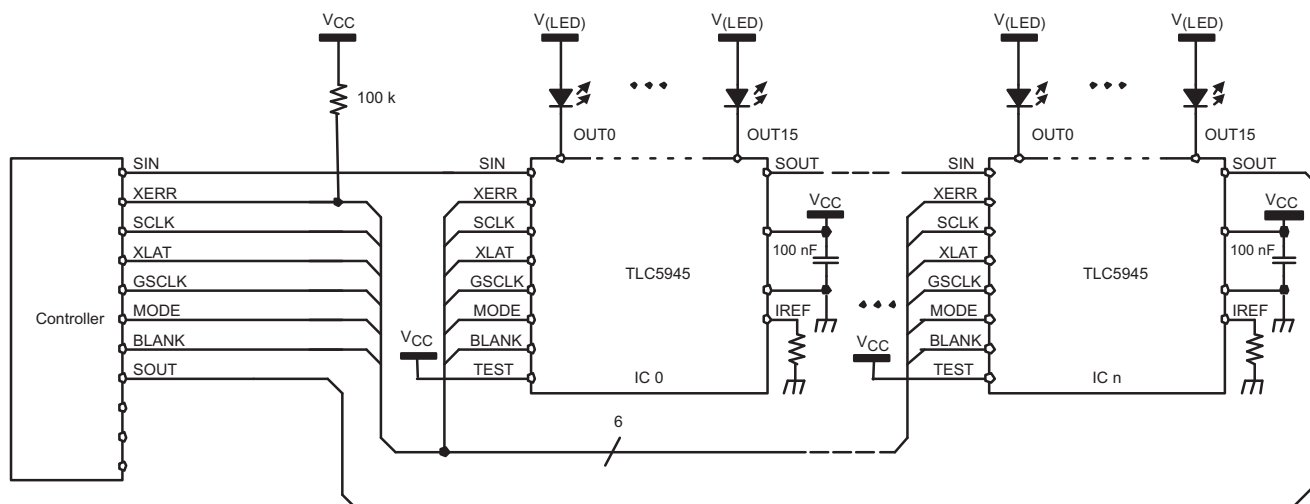 VCC
V(LED)
V(LED)
V(LED)
V(LED)
100 k
OUT0
OUT15
OUT0
OUT15
SIN
SIN
SOUT
SIN
SOUT
XERR
XERR
XERR
VCC
VCC
SCLK
SCLK
SCLK
XLAT
XLAT
100 nF
XLAT
100 nF
TLC5945
TLC5945
GSCLK
GSCLK
GSCLK
Controller
MODE
MODE
IREF
MODE
IREF
BLANK
VCC
BLANK
VCC
BLANK
SOUT
TEST
IC 0
TEST
IC n
6